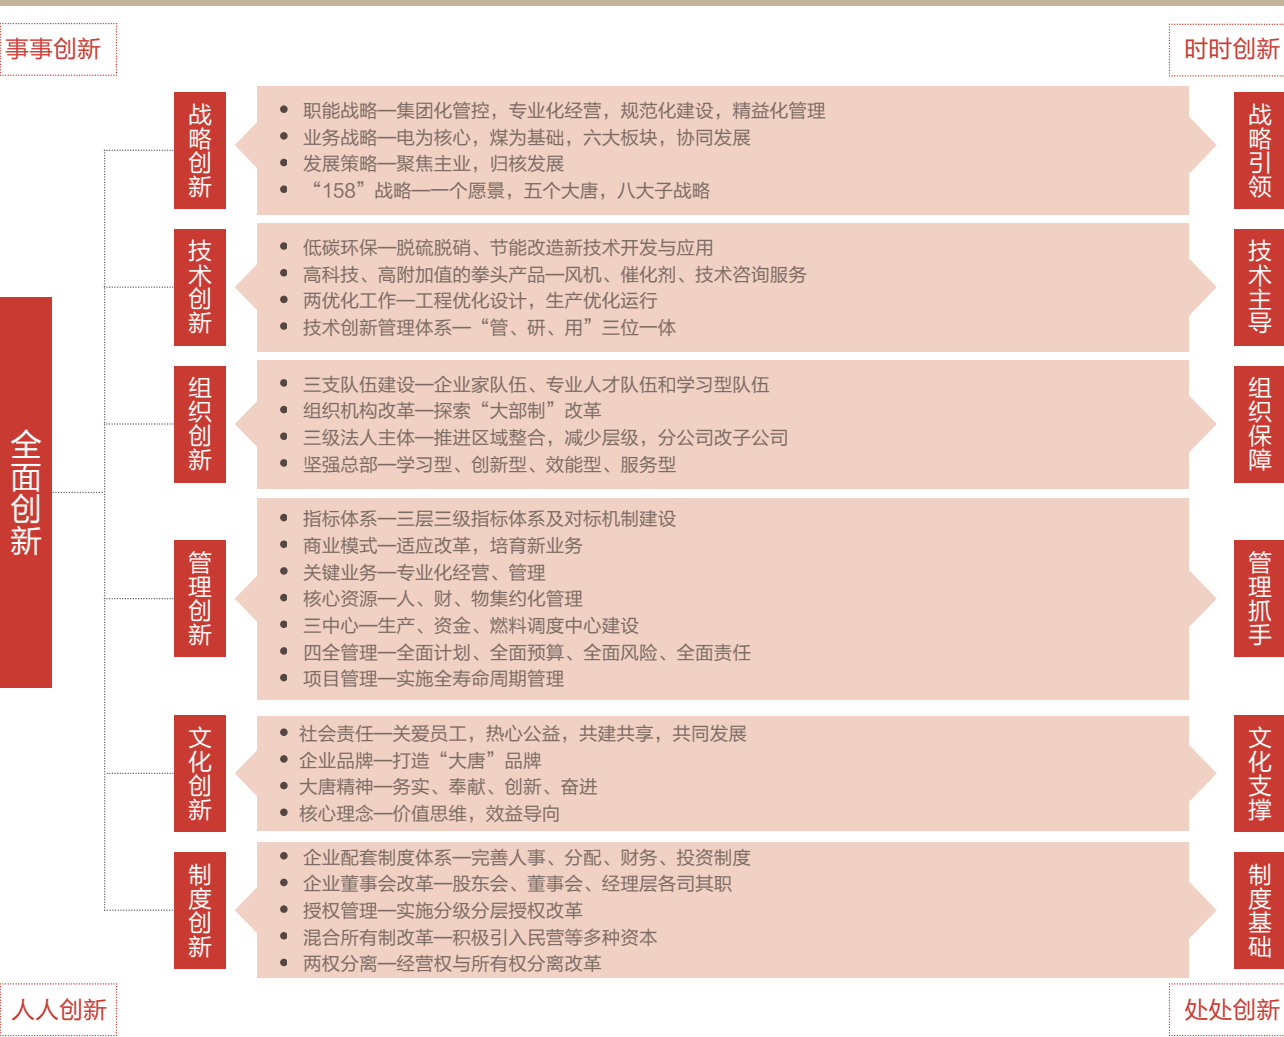 事事创新
时时创新
全面创新
战略创新
职能战略—集团化管控，专业化经营，规范化建设，精益化管理
业务战略—电为核心，煤为基础，六大板块，协同发展
发展策略—聚焦主业，归核发展
“158”战略—一个愿景，五个大唐，八大子战略
战略引领
技术创新
低碳环保—脱硫脱硝、节能改造新技术开发与应用
高科技、高附加值的拳头产品—风机、催化剂、技术咨询服务
两优化工作—工程优化设计，生产优化运行
技术创新管理体系—“管、研、用”三位一体
技术主导
组织创新
三支队伍建设—企业家队伍、专业人才队伍和学习型队伍
组织机构改革—探索“大部制”改革
三级法人主体—推进区域整合，减少层级，分公司改子公司
坚强总部—学习型、创新型、效能型、服务型
组织保障
管理创新
指标体系—三层三级指标体系及对标机制建设
商业模式—适应改革，培育新业务
关键业务—专业化经营、管理
核心资源—人、财、物集约化管理
三中心—生产、资金、燃料调度中心建设
四全管理—全面计划、全面预算、全面风险、全面责任
项目管理—实施全寿命周期管理
管理抓手
文化创新
社会责任—关爱员工，热心公益，共建共享，共同发展
企业品牌—打造“大唐”品牌
大唐精神—务实、奉献、创新、奋进
核心理念—价值思维，效益导向
文化支撑
制度创新
企业配套制度体系—完善人事、分配、财务、投资制度
企业董事会改革—股东会、董事会、经理层各司其职
授权管理—实施分级分层授权改革
混合所有制改革—积极引入民营等多种资本
两权分离—经营权与所有权分离改革
制度基础
人人创新
处处创新